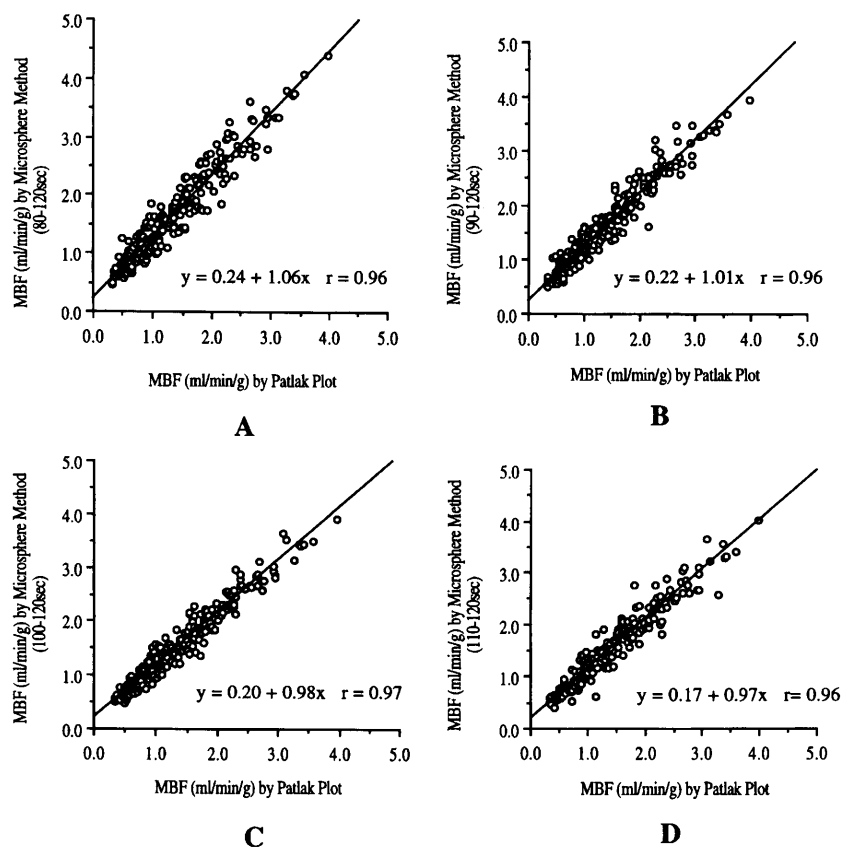 MBF (ml/min/g) by Microsphere Method
(80-120sec)
5.0
4.0
3.0
2.0
1.0
0.0
y = 0.24 + 1.06x r = 0.96
0.0 1.0 2.0 3.0 4.0 5.0
MBF (ml/min/g) by Patlak Plot
A
MBF (ml/min/g) by Microsphere Method
(90-120sec)
5.0
4.0
3.0
2.0
1.0
0.0
y = 0.22 + 1.01x r = 0.96
0.0 1.0 2.0 3.0 4.0 5.0
MBF (ml/min/g) by Patlak Plot
B
MBF (ml/min/g) by Microsphere Method
(100-120sec)
5.0
4.0
3.0
2.0
1.0
0.0
y = 0.20 + 0.98x r = 0.97
0.0 1.0 2.0 3.0 4.0 5.0
MBF (ml/min/g) by Patlak Plot
C
MBF (ml/min/g) by Microsphere Method
(110-120sec)
5.0
4.0
3.0
2.0
1.0
0.0
y = 0.17 + 0.97x r= 0.96
0.0 1.0 2.0 3.0 4.0 5.0
MBF (ml/min/g) by Patlak Plot
D